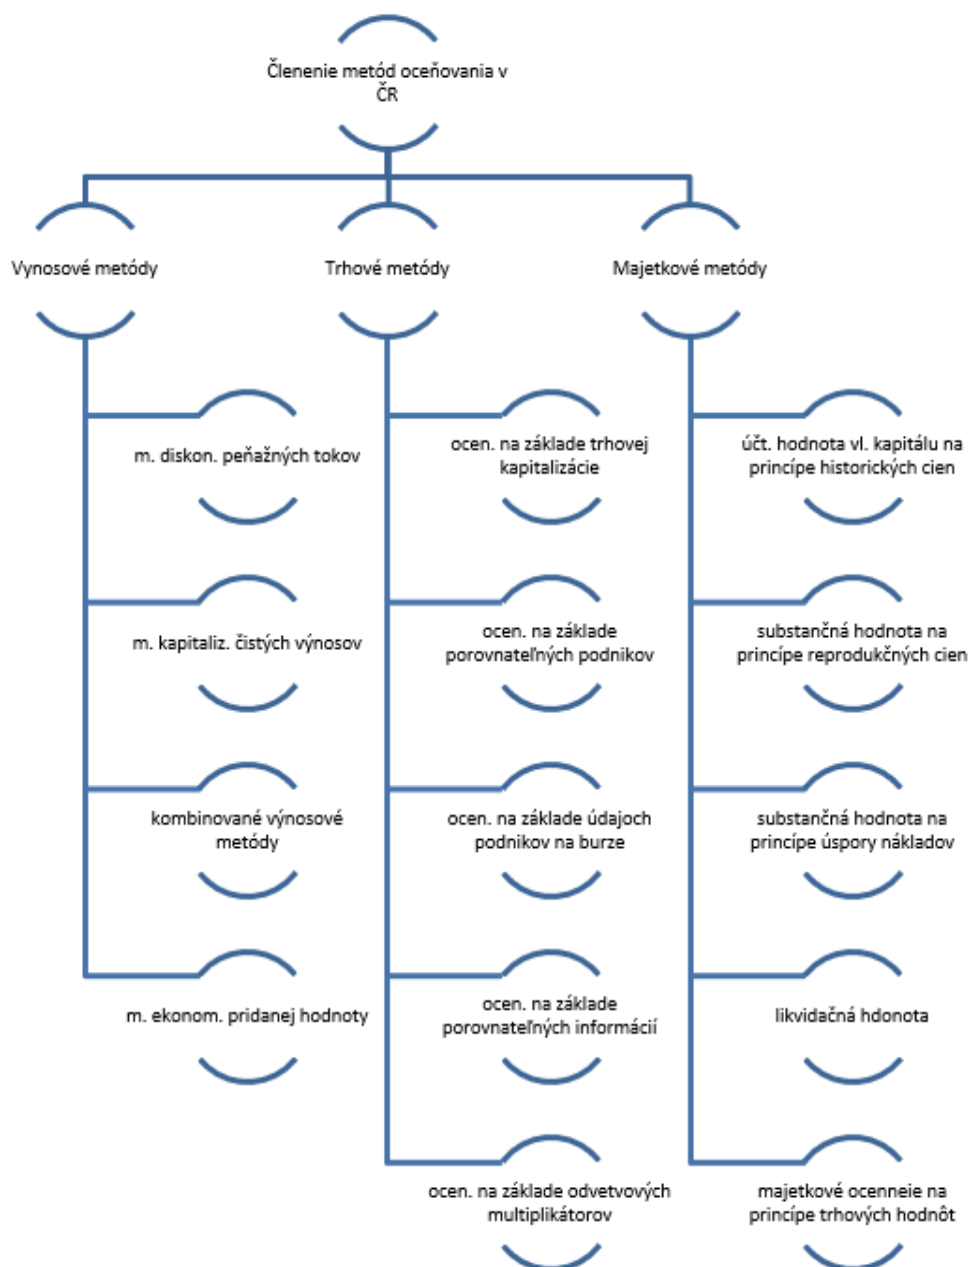 Členenie metód oceňovania v
ČR
Vynosové metódy
Trhové metódy
Majetkové metódy
m. diskon. peňažných tokov
ocen. na základe trhovej
kapitalizácie
účt. hodnota vl. kapitálu na
princípe historických cien
m. kapitaliz. čistých výnosov
ocen. na základe
porovnateľných podnikov
substančná hodnota na
princípe reprodukčných cien
kombinované výnosové
metódy
ocen. na základe údajoch
podnikov na burze
substančná hodnota na
princípe úspory nákladov
m. ekonom. pridanej hodnoty
ocen. na základe
porovnateľných informácií
likvidačná hdonota
ocen. na základe odvetvových
multiplikátorov
majetkové ocenneie na
princípe trhových hodnôt